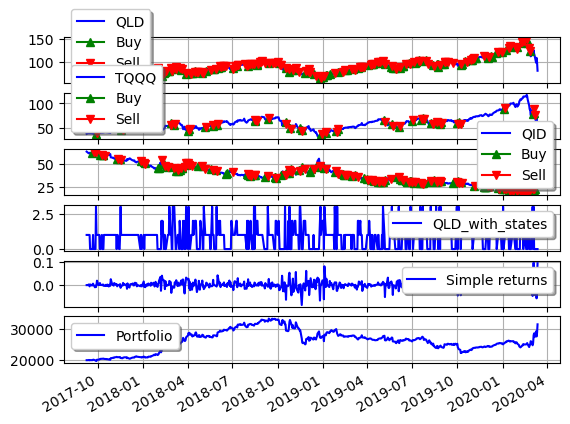 QLD
Buy
Sell
150
100
TQQQ
Buy
Sell
100
50
QID
Buy
Sell
50
25
2.5
0.0
QLD_with_states
0.1
0.0
Simple returns
30000
20000
Portfolio
2017-10 2018-01 2018-04 2018-07 2018-10 2019-01 2019-04 2019-07 2019-10 2020-01 2020-04